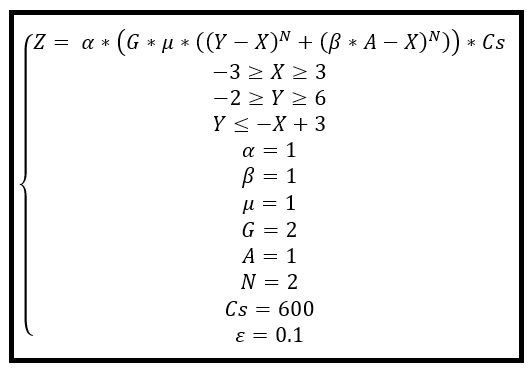 Z = α * (G * μ * ((Y − X)^N + (β * A − X)^N)) * Cs
−3 ≥ X ≥ 3
−2 ≥ Y ≥ 6
Y ≤ −X + 3
α = 1
β = 1
μ = 1
G = 2
A = 1
N = 2
Cs = 600
ε = 0.1